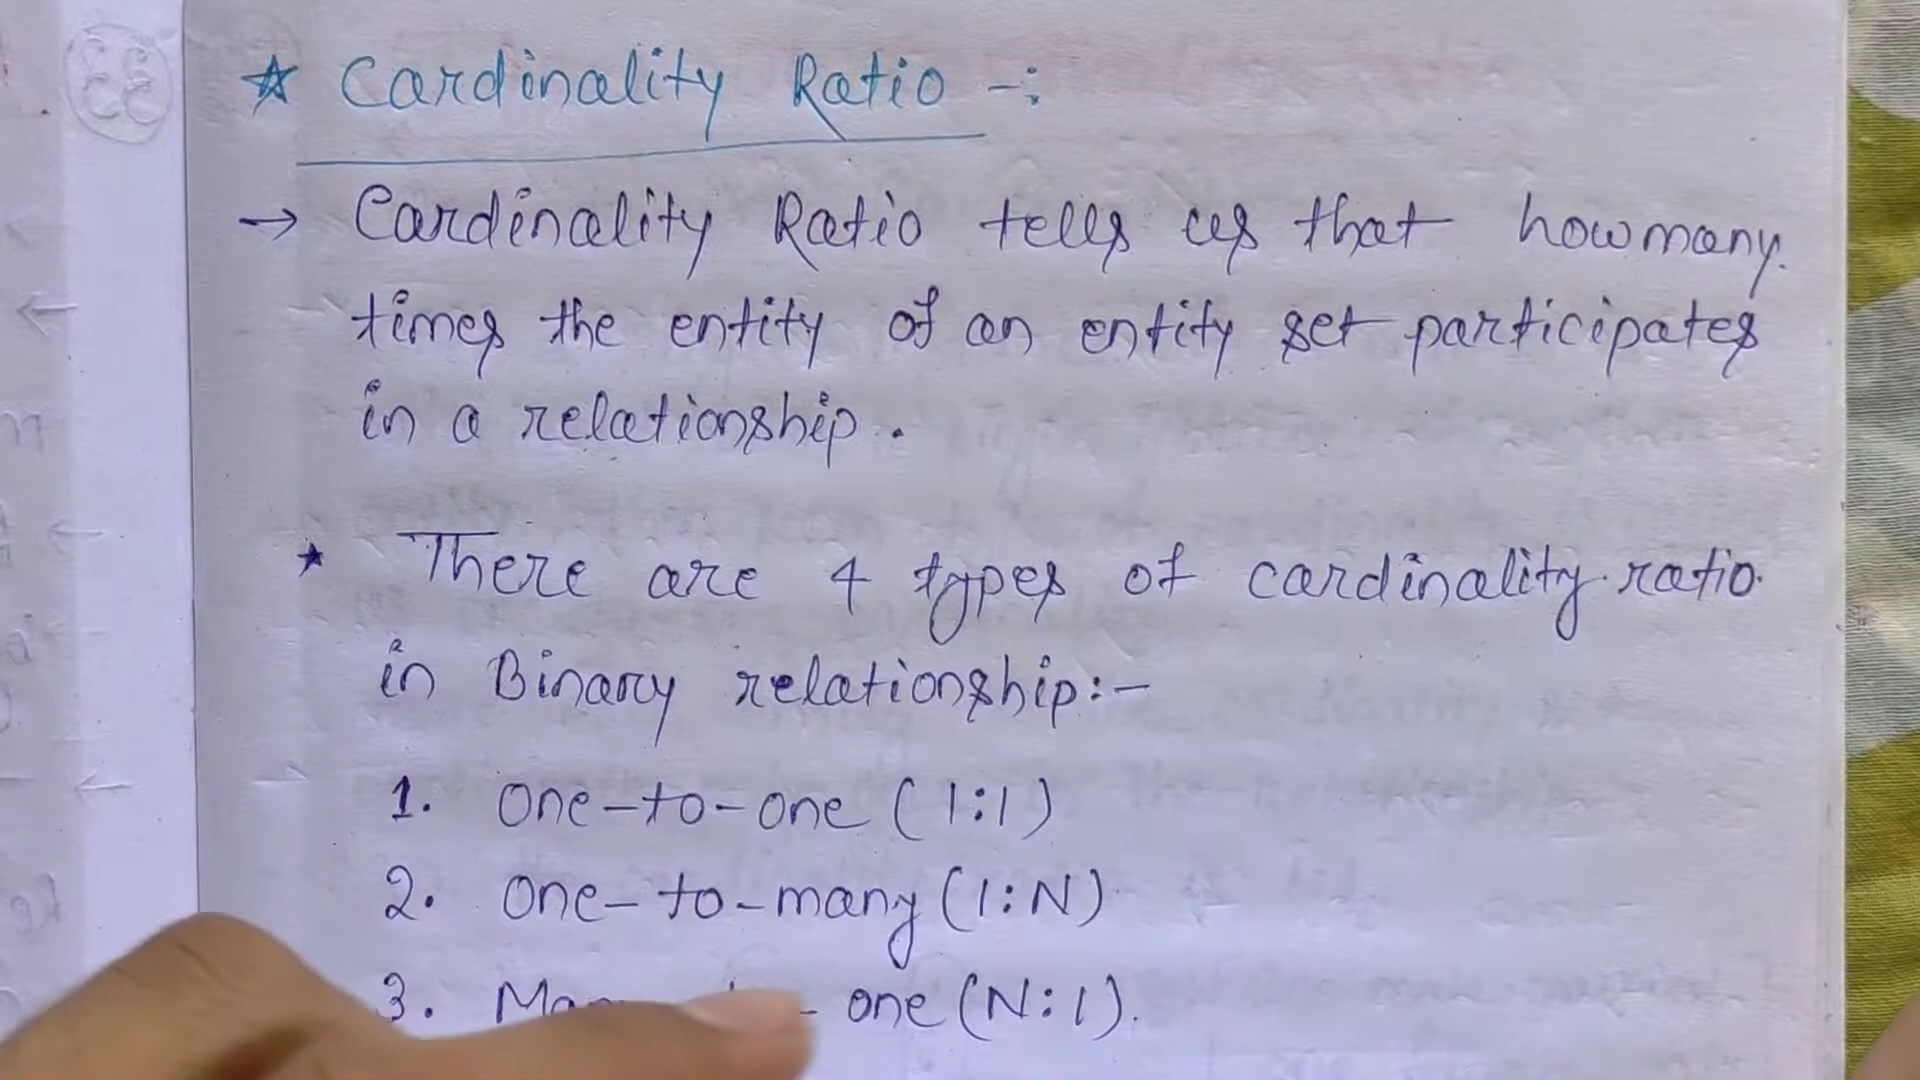 ☆ Cardinality Ratio -:
→ Cardinality Ratio tells us that howmany
times the entity of an entity set participates
in a relationship.
★ There are 4 types of cardinality ratio
in Binary relationship:-
1. One-to-one (1:1)
2. One-to-many (1:N)
3. one (N:1).